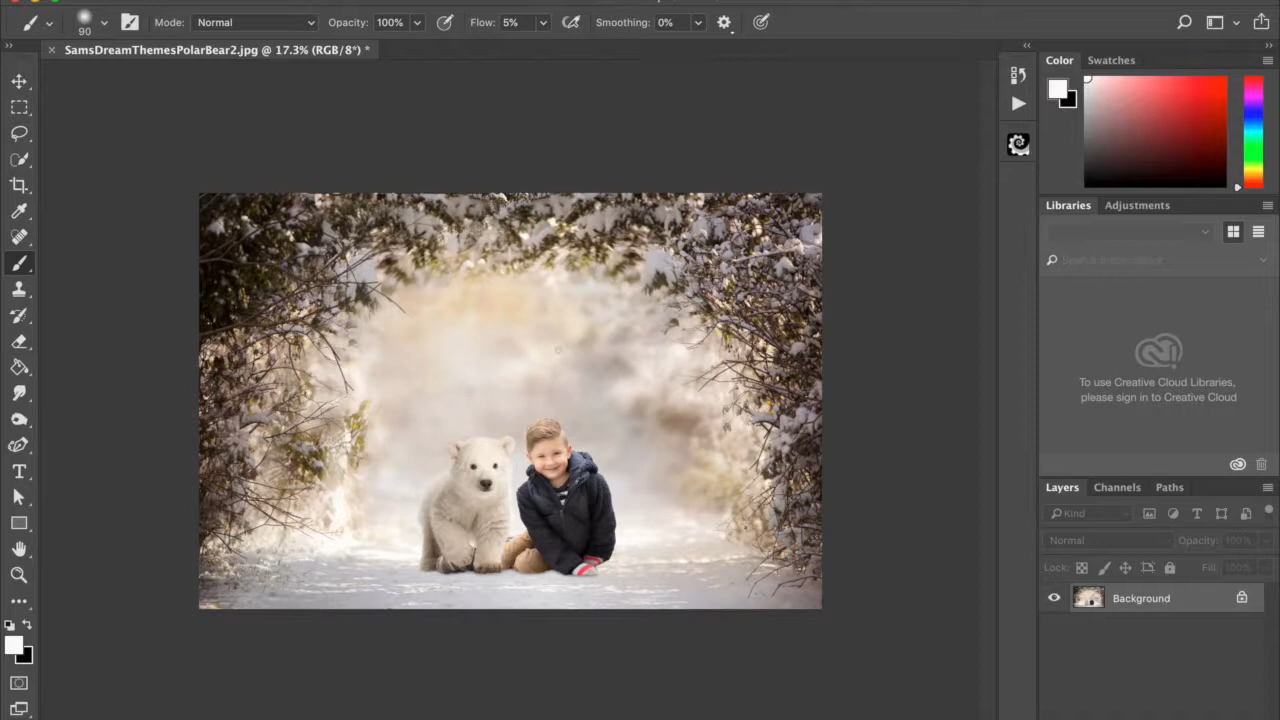 90
Mode: Normal
Opacity: 100%
Flow: 5%
Smoothing: 0%
SamsDreamThemesPolarBear2.jpg @ 17.3% (RGB/8*) *
Color
Swatches
Libraries
Adjustments
To use Creative Cloud Libraries,
please sign in to Creative Cloud
Layers
Channels
Paths
Kind
Normal
Opacity: 100%
Lock:
Fill: 100%
Background